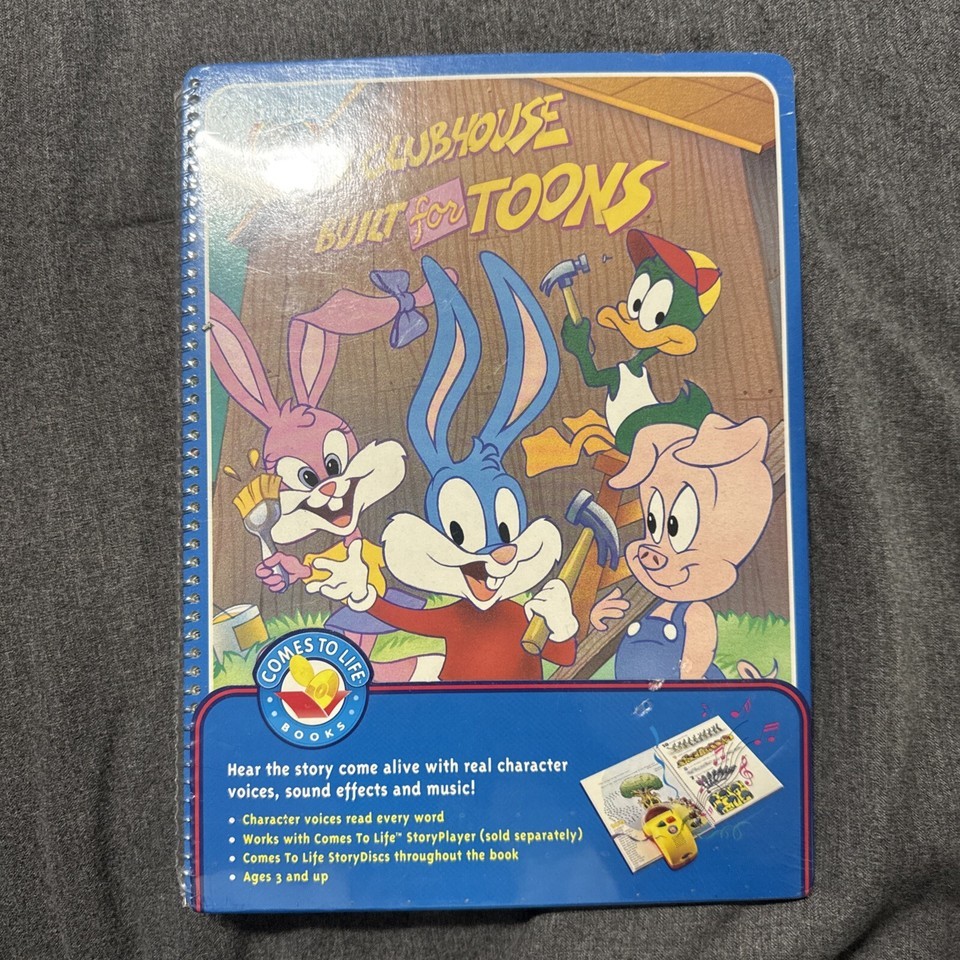 CLUBHOUSE
BUILT for TOONS
COMES TO LIFE™
BOOKS
Hear the story come alive with real character
voices, sound effects and music!
• Character voices read every word
• Works with Comes To Life™ StoryPlayer (sold separately)
• Comes To Life StoryDiscs throughout the book
• Ages 3 and up